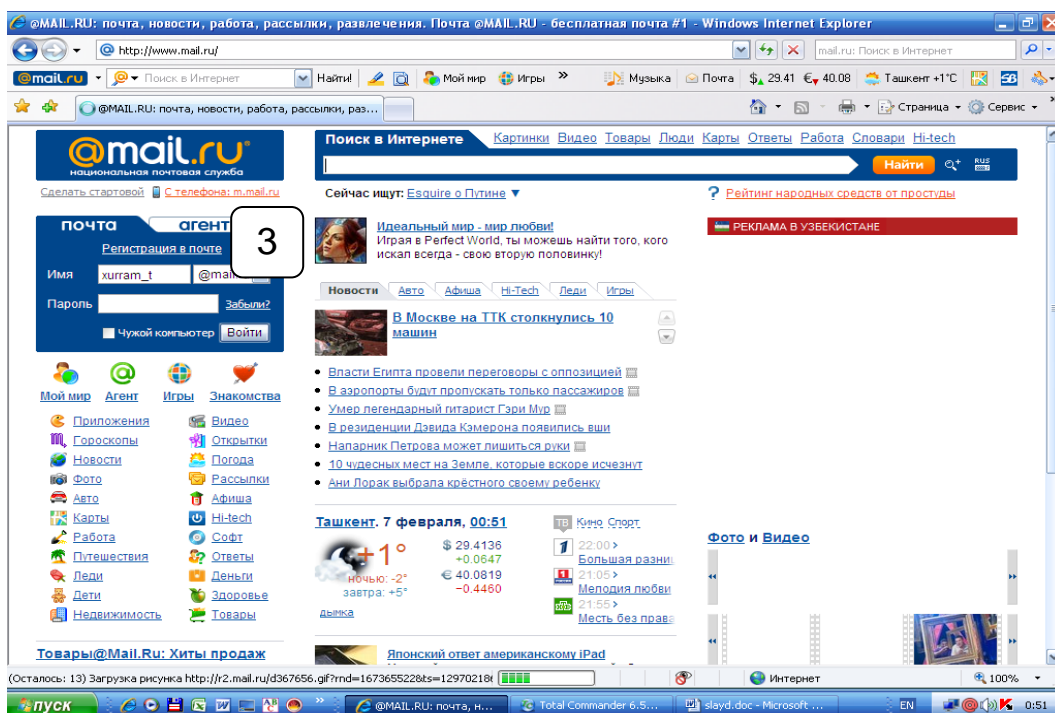 @MAIL.RU: почта, новости, работа, рассылки, развлечения. Почта @MAIL.RU - бесплатная почта #1 - Windows Internet Explorer
http://www.mail.ru/
mail.ru: Поиск в Интернет
@mail.ru Поиск в Интернет Найти! Мой мир Игры » Музыка Почта $ 29.41 € 40.08 Ташкент +1°C
@MAIL.RU: почта, новости, работа, рассылки, раз...
Страница Сервис »
@mail.ru
национальная почтовая служба
Сделать стартовой С телефона: m.mail.ru
Поиск в Интернете Картинки Видео Товары Люди Карты Ответы Работа Словари Hi-tech
Найти RUS
Сейчас ищут: Esquire о Путине ▼
? Рейтинг народных средств от простуды
почта агент
3
Регистрация в почте
Имя xurram_t @mail
Пароль Забыли?
Чужой компьютер Войти
Идеальный мир - мир любви!
Играя в Perfect World, ты можешь найти того, кого
искал всегда - свою вторую половинку!
РЕКЛАМА В УЗБЕКИСТАНЕ
Новости Авто Афиша Hi-Tech Леди Игры
В Москве на ТТК столкнулись 10
машин
Власти Египта провели переговоры с оппозицией
В аэропорты будут пропускать только пассажиров
Умер легендарный гитарист Гэри Мур
В резиденции Дэвида Кэмерона появились вши
Напарник Петрова может лишиться руки
10 чудесных мест на Земле, которые вскоре исчезнут
Ани Лорак выбрала крёстного своему ребенку
Мой мир Агент Игры Знакомства
Приложения Видео
Гороскопы Открытки
Новости Погода
Фото Рассылки
Авто Афиша
Карты Hi-tech
Работа Софт
Путешествия Ответы
Леди Деньги
Дети Здоровье
Недвижимость Товары
Товары@Mail.Ru: Хиты продаж
Ташкент. 7 февраля, 00:51
+1°
ночью: -2°
завтра: +5°
дымка
$ 29.4136
+0.0647
€ 40.0819
-0.4460
ТВ Кино Спорт
22:00 >
Большая разниц
21:05 >
Мелодия любви
21:55 >
Месть без права
Фото и Видео
Японский ответ американскому iPad
(Осталось: 13) Загрузка рисунка http://r2.mail.ru/d367656.gif?rnd=1673655228&ts=12970218
Интернет 100%
пуск » @MAIL.RU: почта, н... Total Commander 6.5... slayd.doc - Microsoft ... EN 0:51